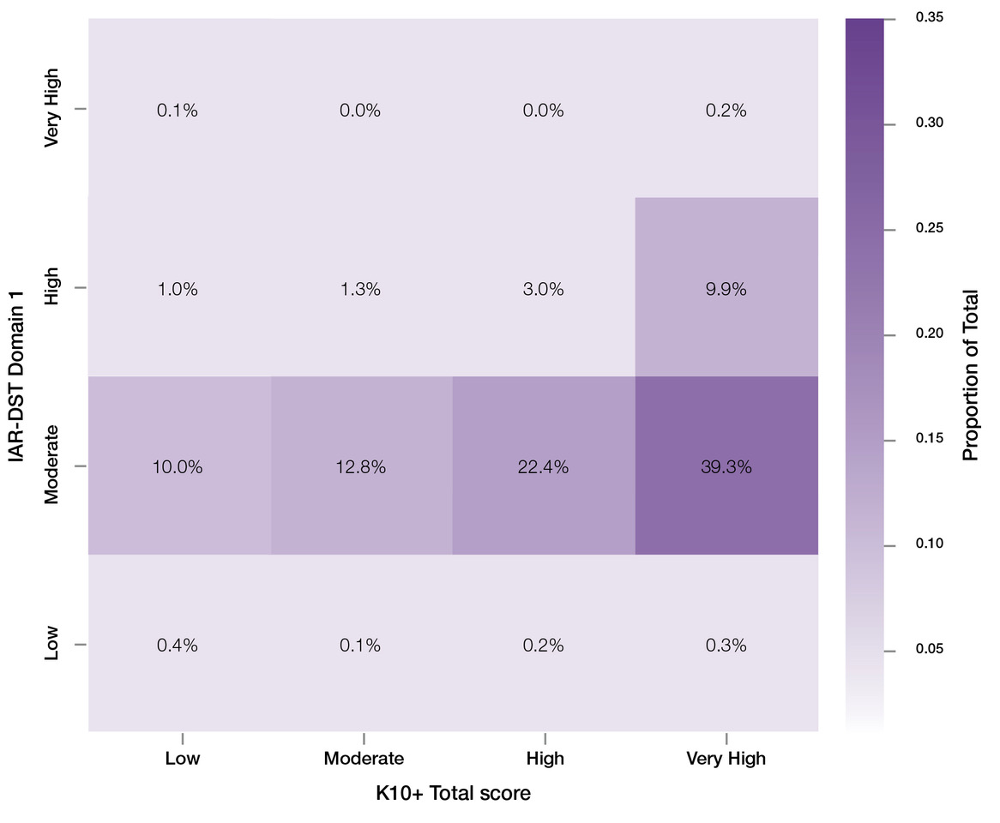 0.35
Very High
0.1%
0.0%
0.0%
0.2%
0.30
0.25
High
1.0%
1.3%
3.0%
9.9%
0.20
IAR-DST Domain 1
Proportion of Total
Moderate
10.0%
12.8%
22.4%
39.3%
0.15
0.10
Low
0.4%
0.1%
0.2%
0.3%
0.05
Low
Moderate
High
Very High
K10+ Total score